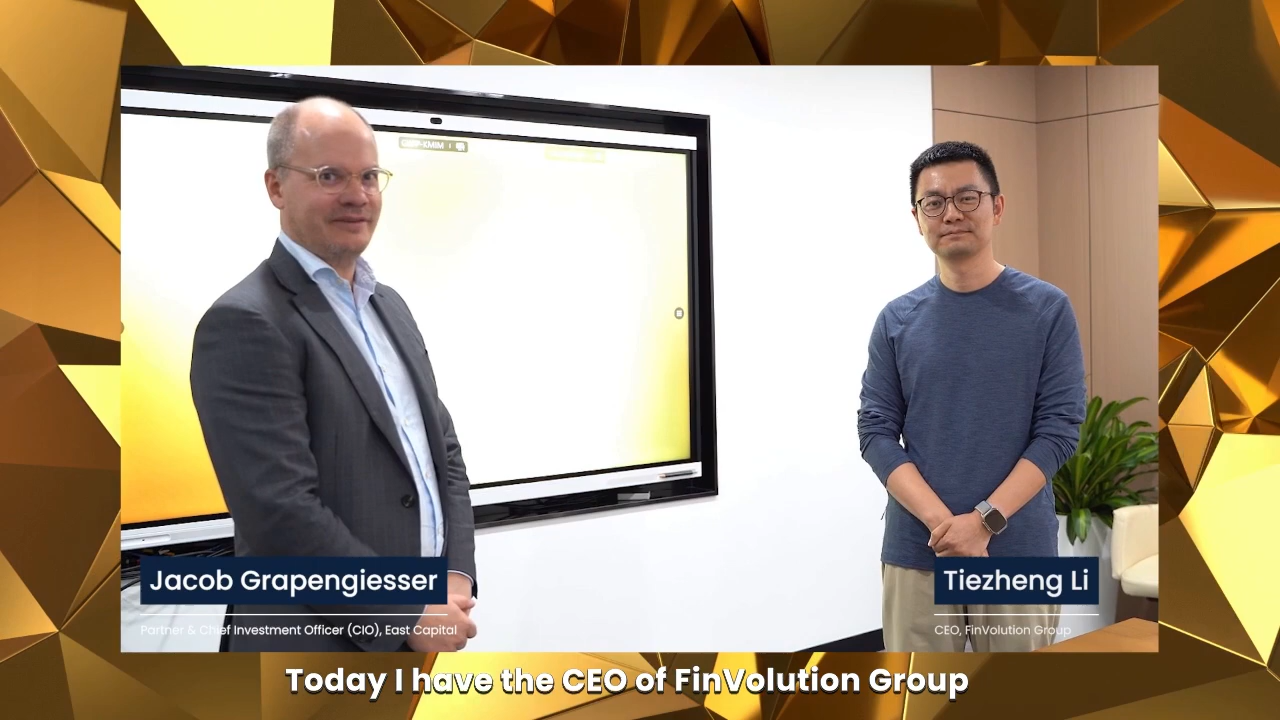 Jacob Grapengiesser
Partner & Chief Investment Officer (CIO), East Capital
Tiezheng Li
CEO, FinVolution Group
Today I have the CEO of FinVolution Group